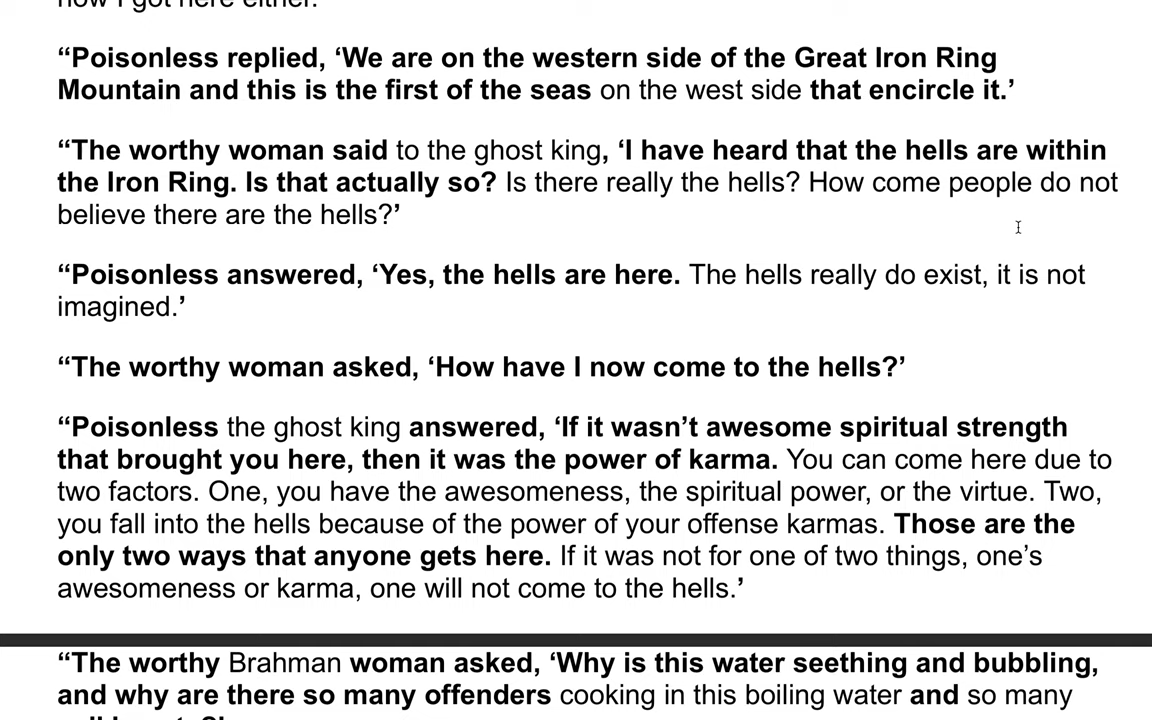 now I got here either.
“Poisonless replied, ‘We are on the western side of the Great Iron Ring
Mountain and this is the first of the seas on the west side that encircle it.’
“The worthy woman said to the ghost king, ‘I have heard that the hells are within
the Iron Ring. Is that actually so? Is there really the hells? How come people do not
believe there are the hells?’
“Poisonless answered, ‘Yes, the hells are here. The hells really do exist, it is not
imagined.’
“The worthy woman asked, ‘How have I now come to the hells?’
“Poisonless the ghost king answered, ‘If it wasn’t awesome spiritual strength
that brought you here, then it was the power of karma. You can come here due to
two factors. One, you have the awesomeness, the spiritual power, or the virtue. Two,
you fall into the hells because of the power of your offense karmas. Those are the
only two ways that anyone gets here. If it was not for one of two things, one’s
awesomeness or karma, one will not come to the hells.’
“The worthy Brahman woman asked, ‘Why is this water seething and bubbling,
and why are there so many offenders cooking in this boiling water and so many